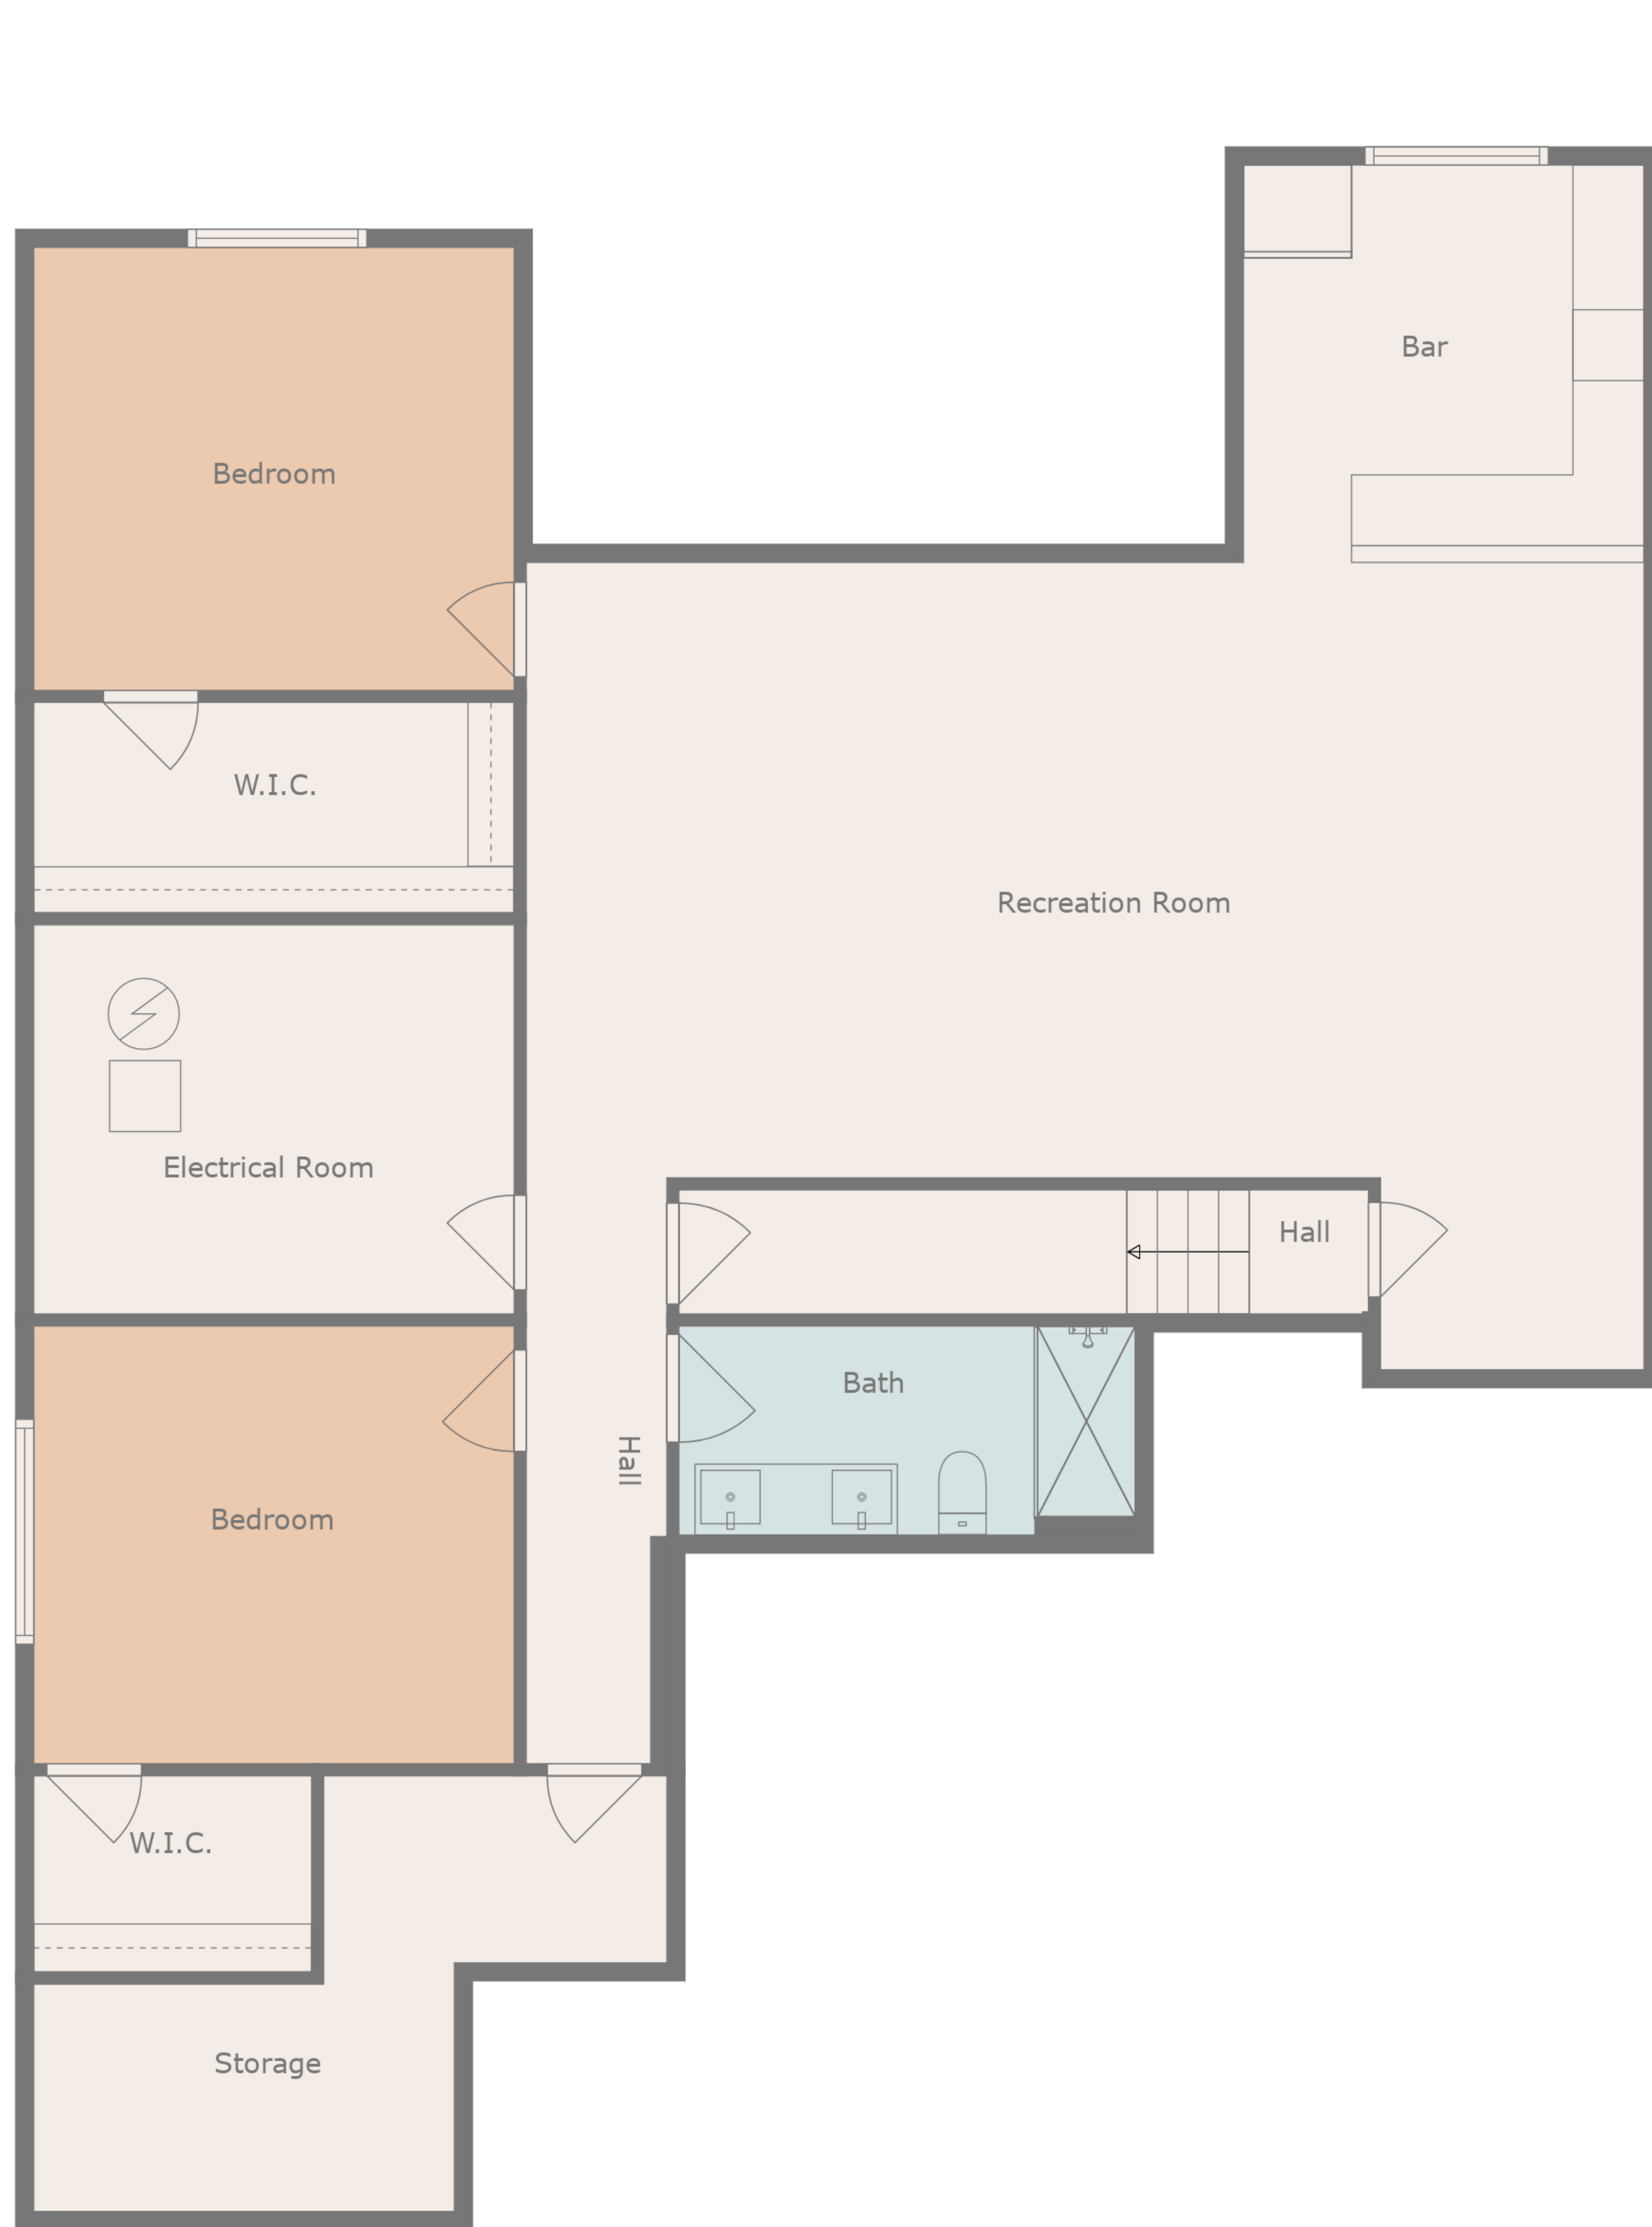 Bar
Bedroom
W.I.C.
Recreation Room
Electrical Room
Hall
Bath
Hall
Bedroom
W.I.C.
Storage